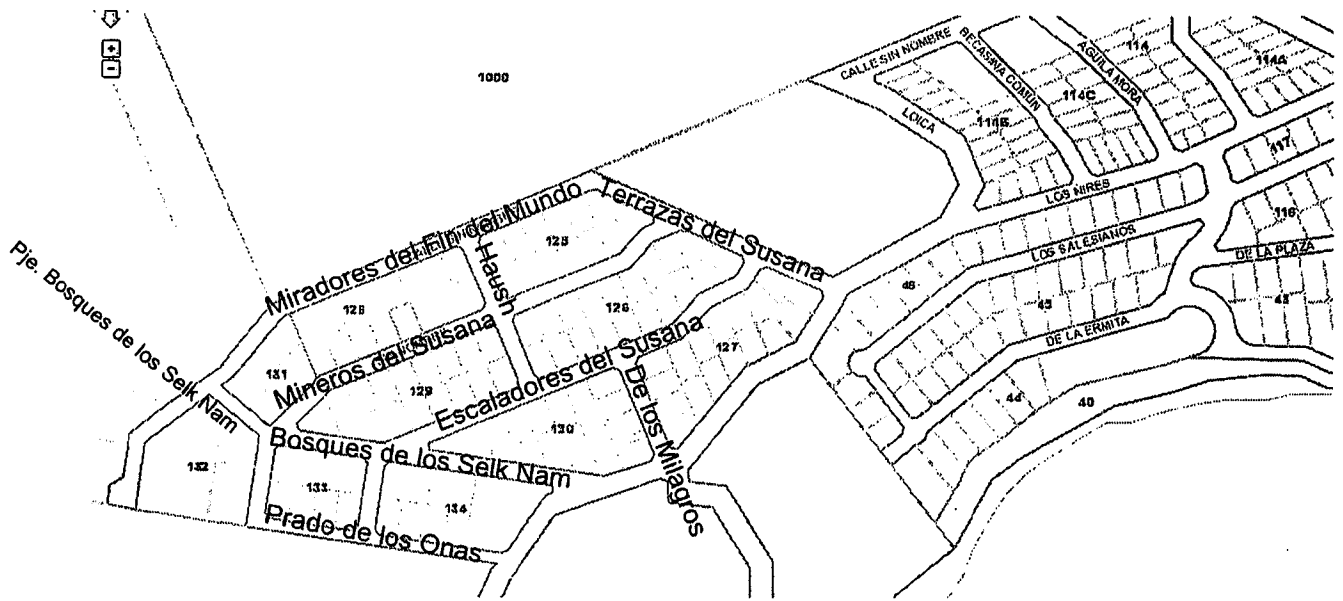 1000
CALLE SIN NOMBRE
BECASINA COMÚN
AGUILA MORA
114
114A
114C
114B
LOICA
117
LOS ÑIRES
116
LOS SALESIANOS
DE LA PLAZA
Miradores del Fin del Mundo
Terrazas del Susana
125
Haush
Pje. Bosques de los Selk Nam
128
126
46
45
43
Mineros del Susana
Escaladores del Susana
127
DE LA ERMITA
131
129
De los Milagros
44
40
130
Bosques de los Selk Nam
132
133
134
Prado de los Onas